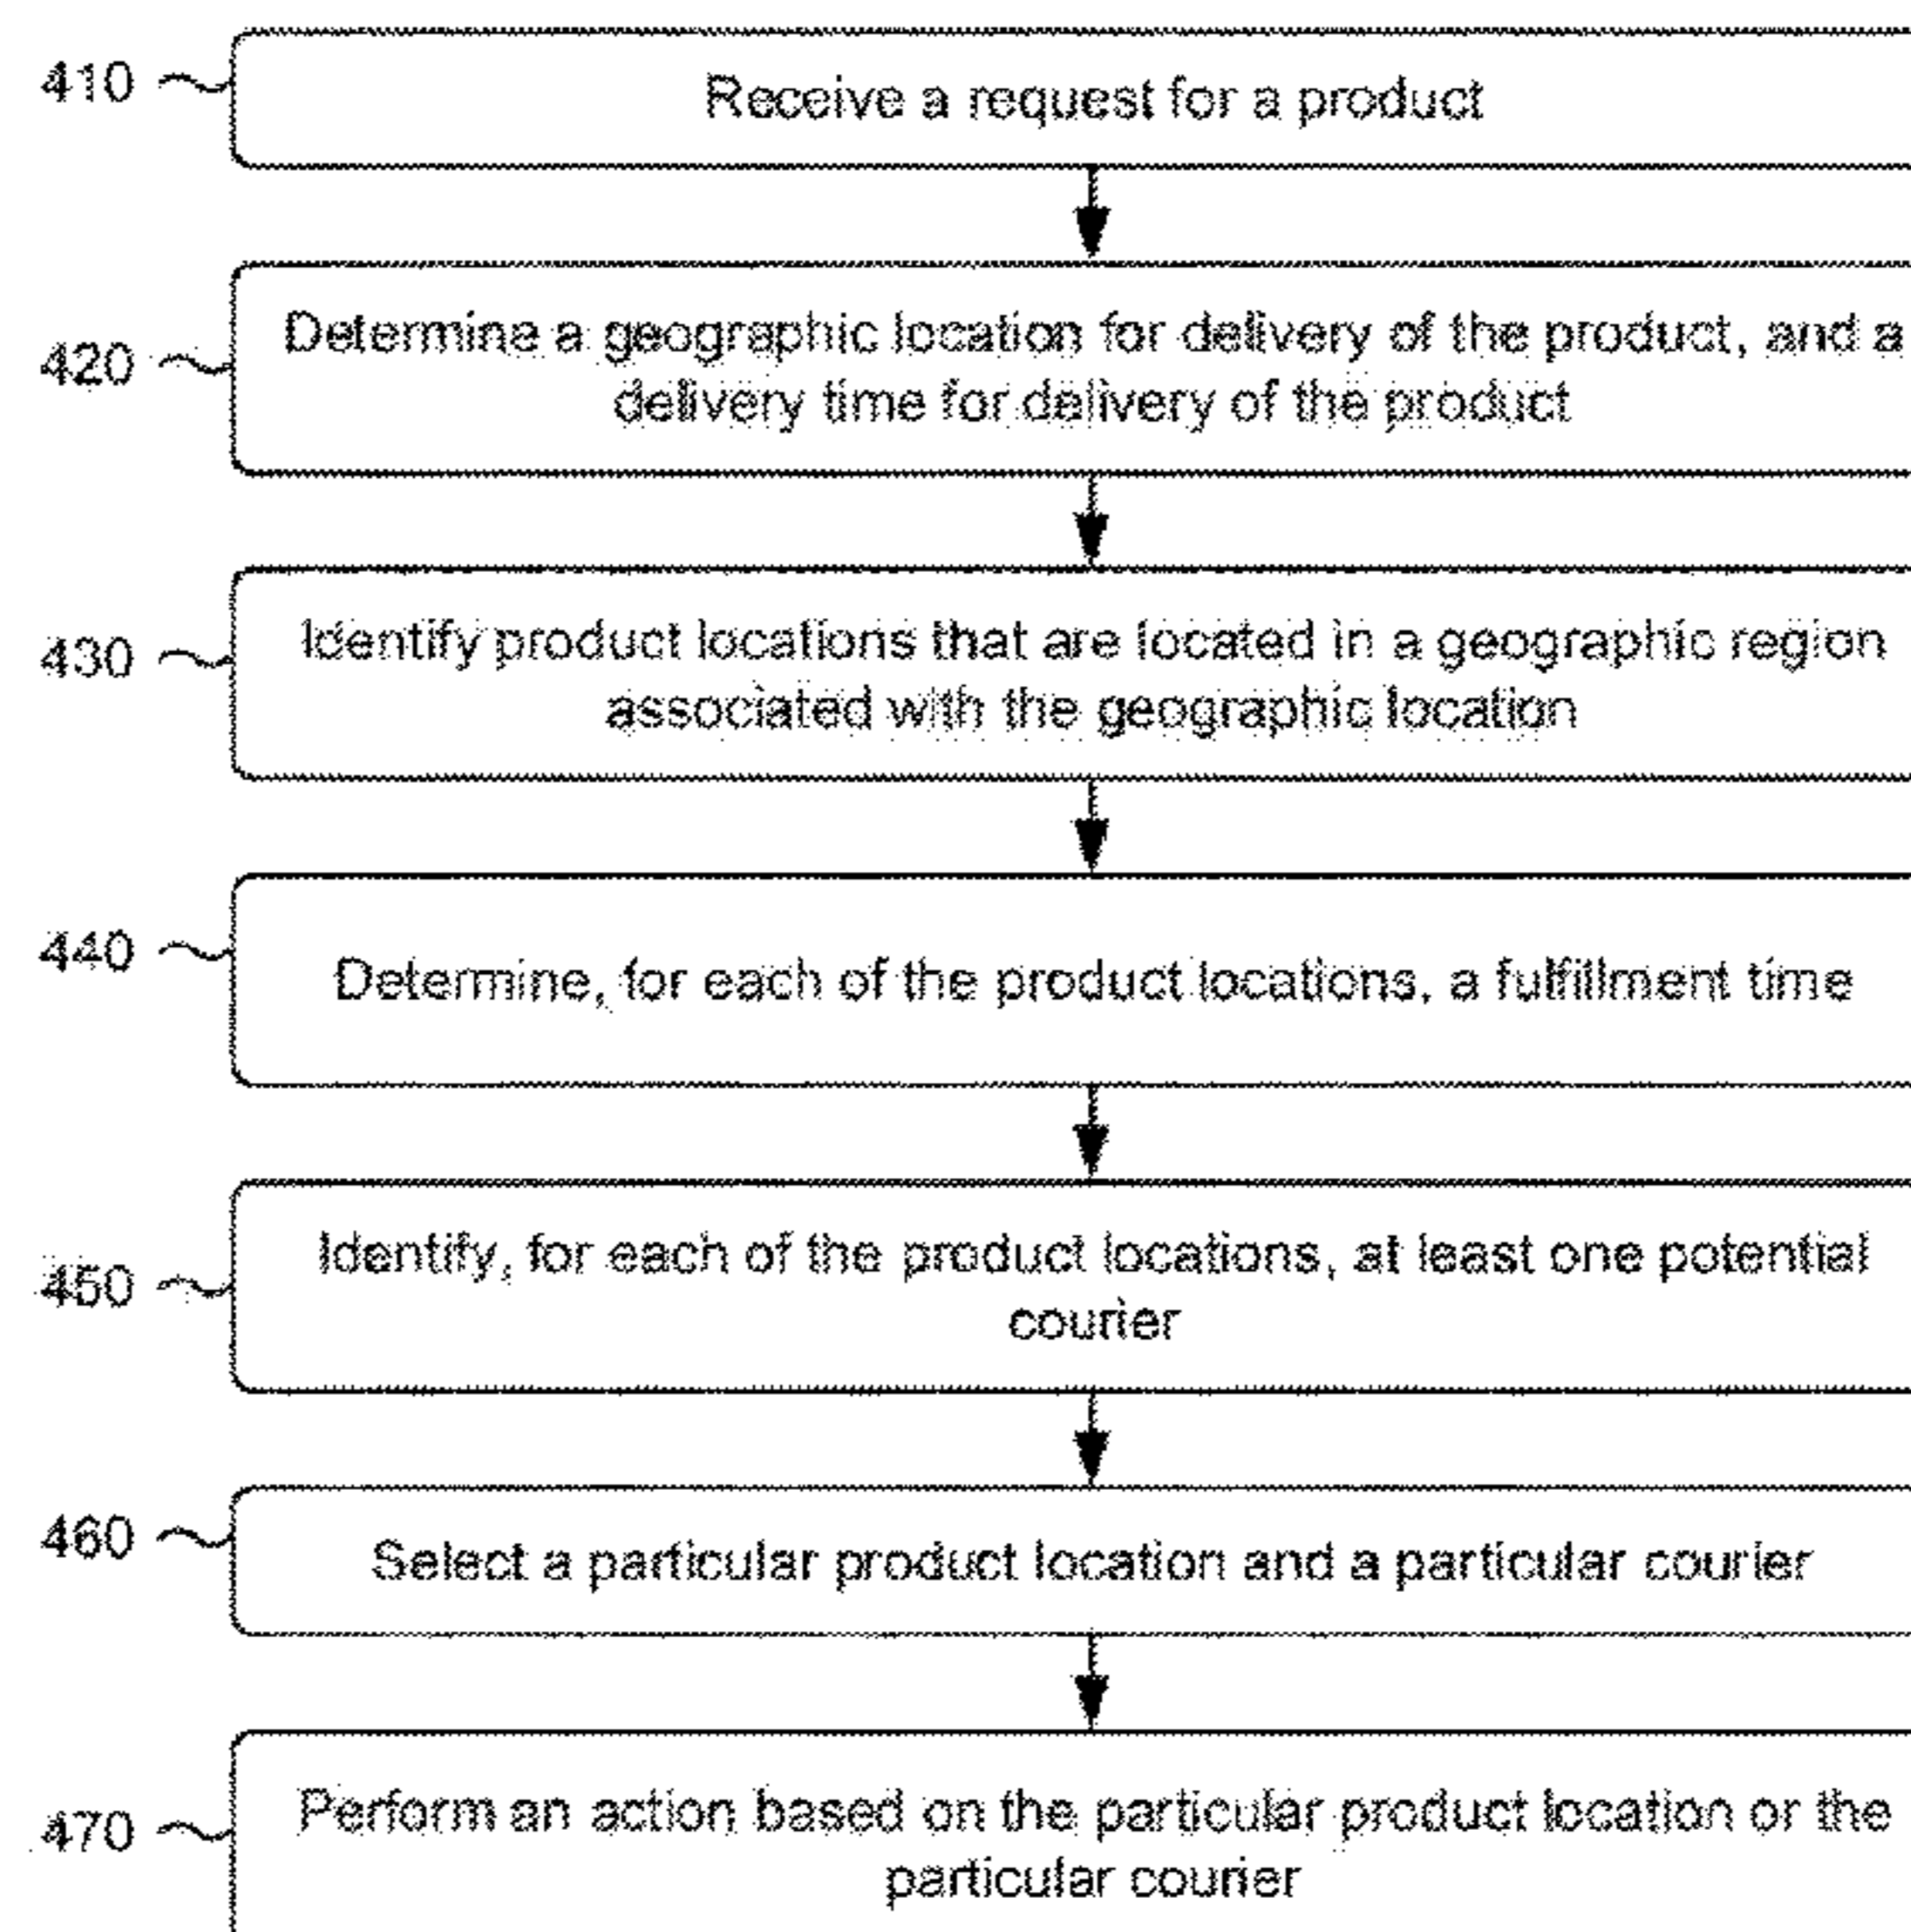 410
Receive a request for a product
420
Determine a geographic location for delivery of the product, and a
delivery time for delivery of the product
430
Identify product locations that are located in a geographic region
associated with the geographic location
440
Determine, for each of the product locations, a fulfillment time
450
Identify, for each of the product locations, at least one potential
courier
460
Select a particular product location and a particular courier
470
Perform an action based on the particular product location or the
particular courier